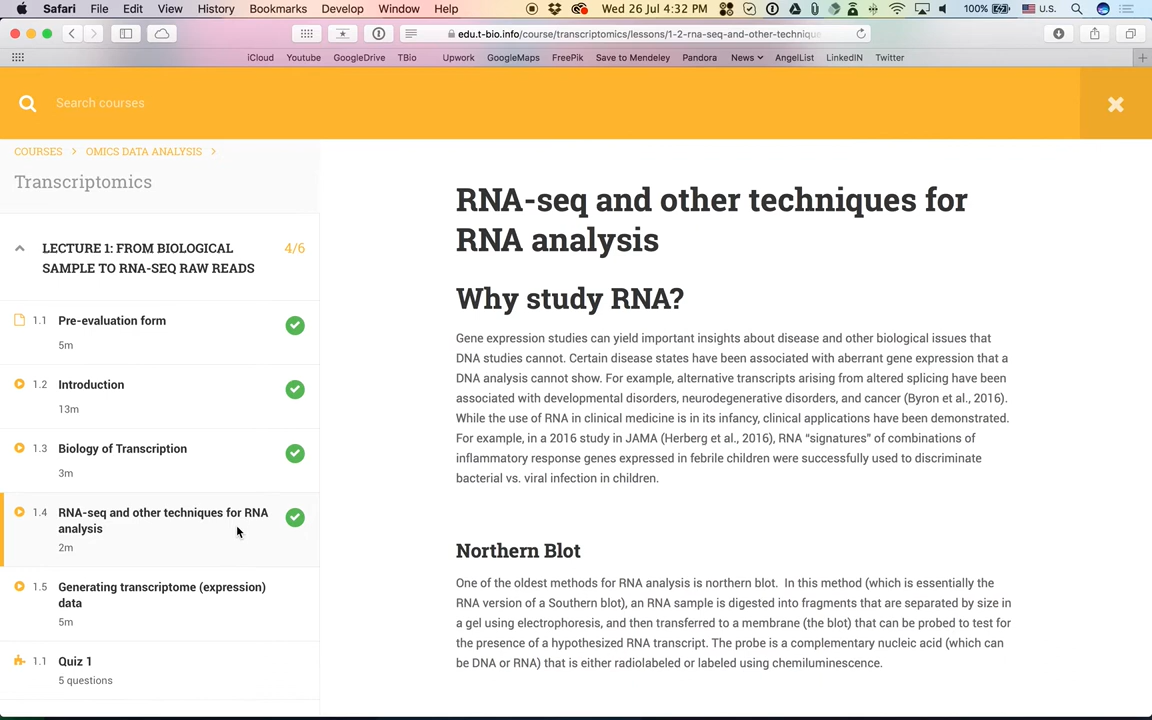 Safari File Edit View History Bookmarks Develop Window Help Wed 26 Jul 4:32 PM 100% U.S.
edu.t-bio.info/course/transcriptomics/lessons/1-2-rna-seq-and-other-technique
iCloud Youtube GoogleDrive TBio Upwork GoogleMaps FreePik Save to Mendeley Pandora News AngelList LinkedIN Twitter
Search courses
COURSES > OMICS DATA ANALYSIS >
Transcriptomics
LECTURE 1: FROM BIOLOGICAL
SAMPLE TO RNA-SEQ RAW READS
4/6
1.1 Pre-evaluation form
5m
1.2 Introduction
13m
1.3 Biology of Transcription
3m
1.4 RNA-seq and other techniques for RNA
analysis
2m
1.5 Generating transcriptome (expression)
data
5m
1.1 Quiz 1
5 questions
RNA-seq and other techniques for
RNA analysis
Why study RNA?
Gene expression studies can yield important insights about disease and other biological issues that
DNA studies cannot. Certain disease states have been associated with aberrant gene expression that a
DNA analysis cannot show. For example, alternative transcripts arising from altered splicing have been
associated with developmental disorders, neurodegenerative disorders, and cancer (Byron et al., 2016).
While the use of RNA in clinical medicine is in its infancy, clinical applications have been demonstrated.
For example, in a 2016 study in JAMA (Herberg et al., 2016), RNA “signatures” of combinations of
inflammatory response genes expressed in febrile children were successfully used to discriminate
bacterial vs. viral infection in children.
Northern Blot
One of the oldest methods for RNA analysis is northern blot. In this method (which is essentially the
RNA version of a Southern blot), an RNA sample is digested into fragments that are separated by size in
a gel using electrophoresis, and then transferred to a membrane (the blot) that can be probed to test for
the presence of a hypothesized RNA transcript. The probe is a complementary nucleic acid (which can
be DNA or RNA) that is either radiolabeled or labeled using chemiluminescence.